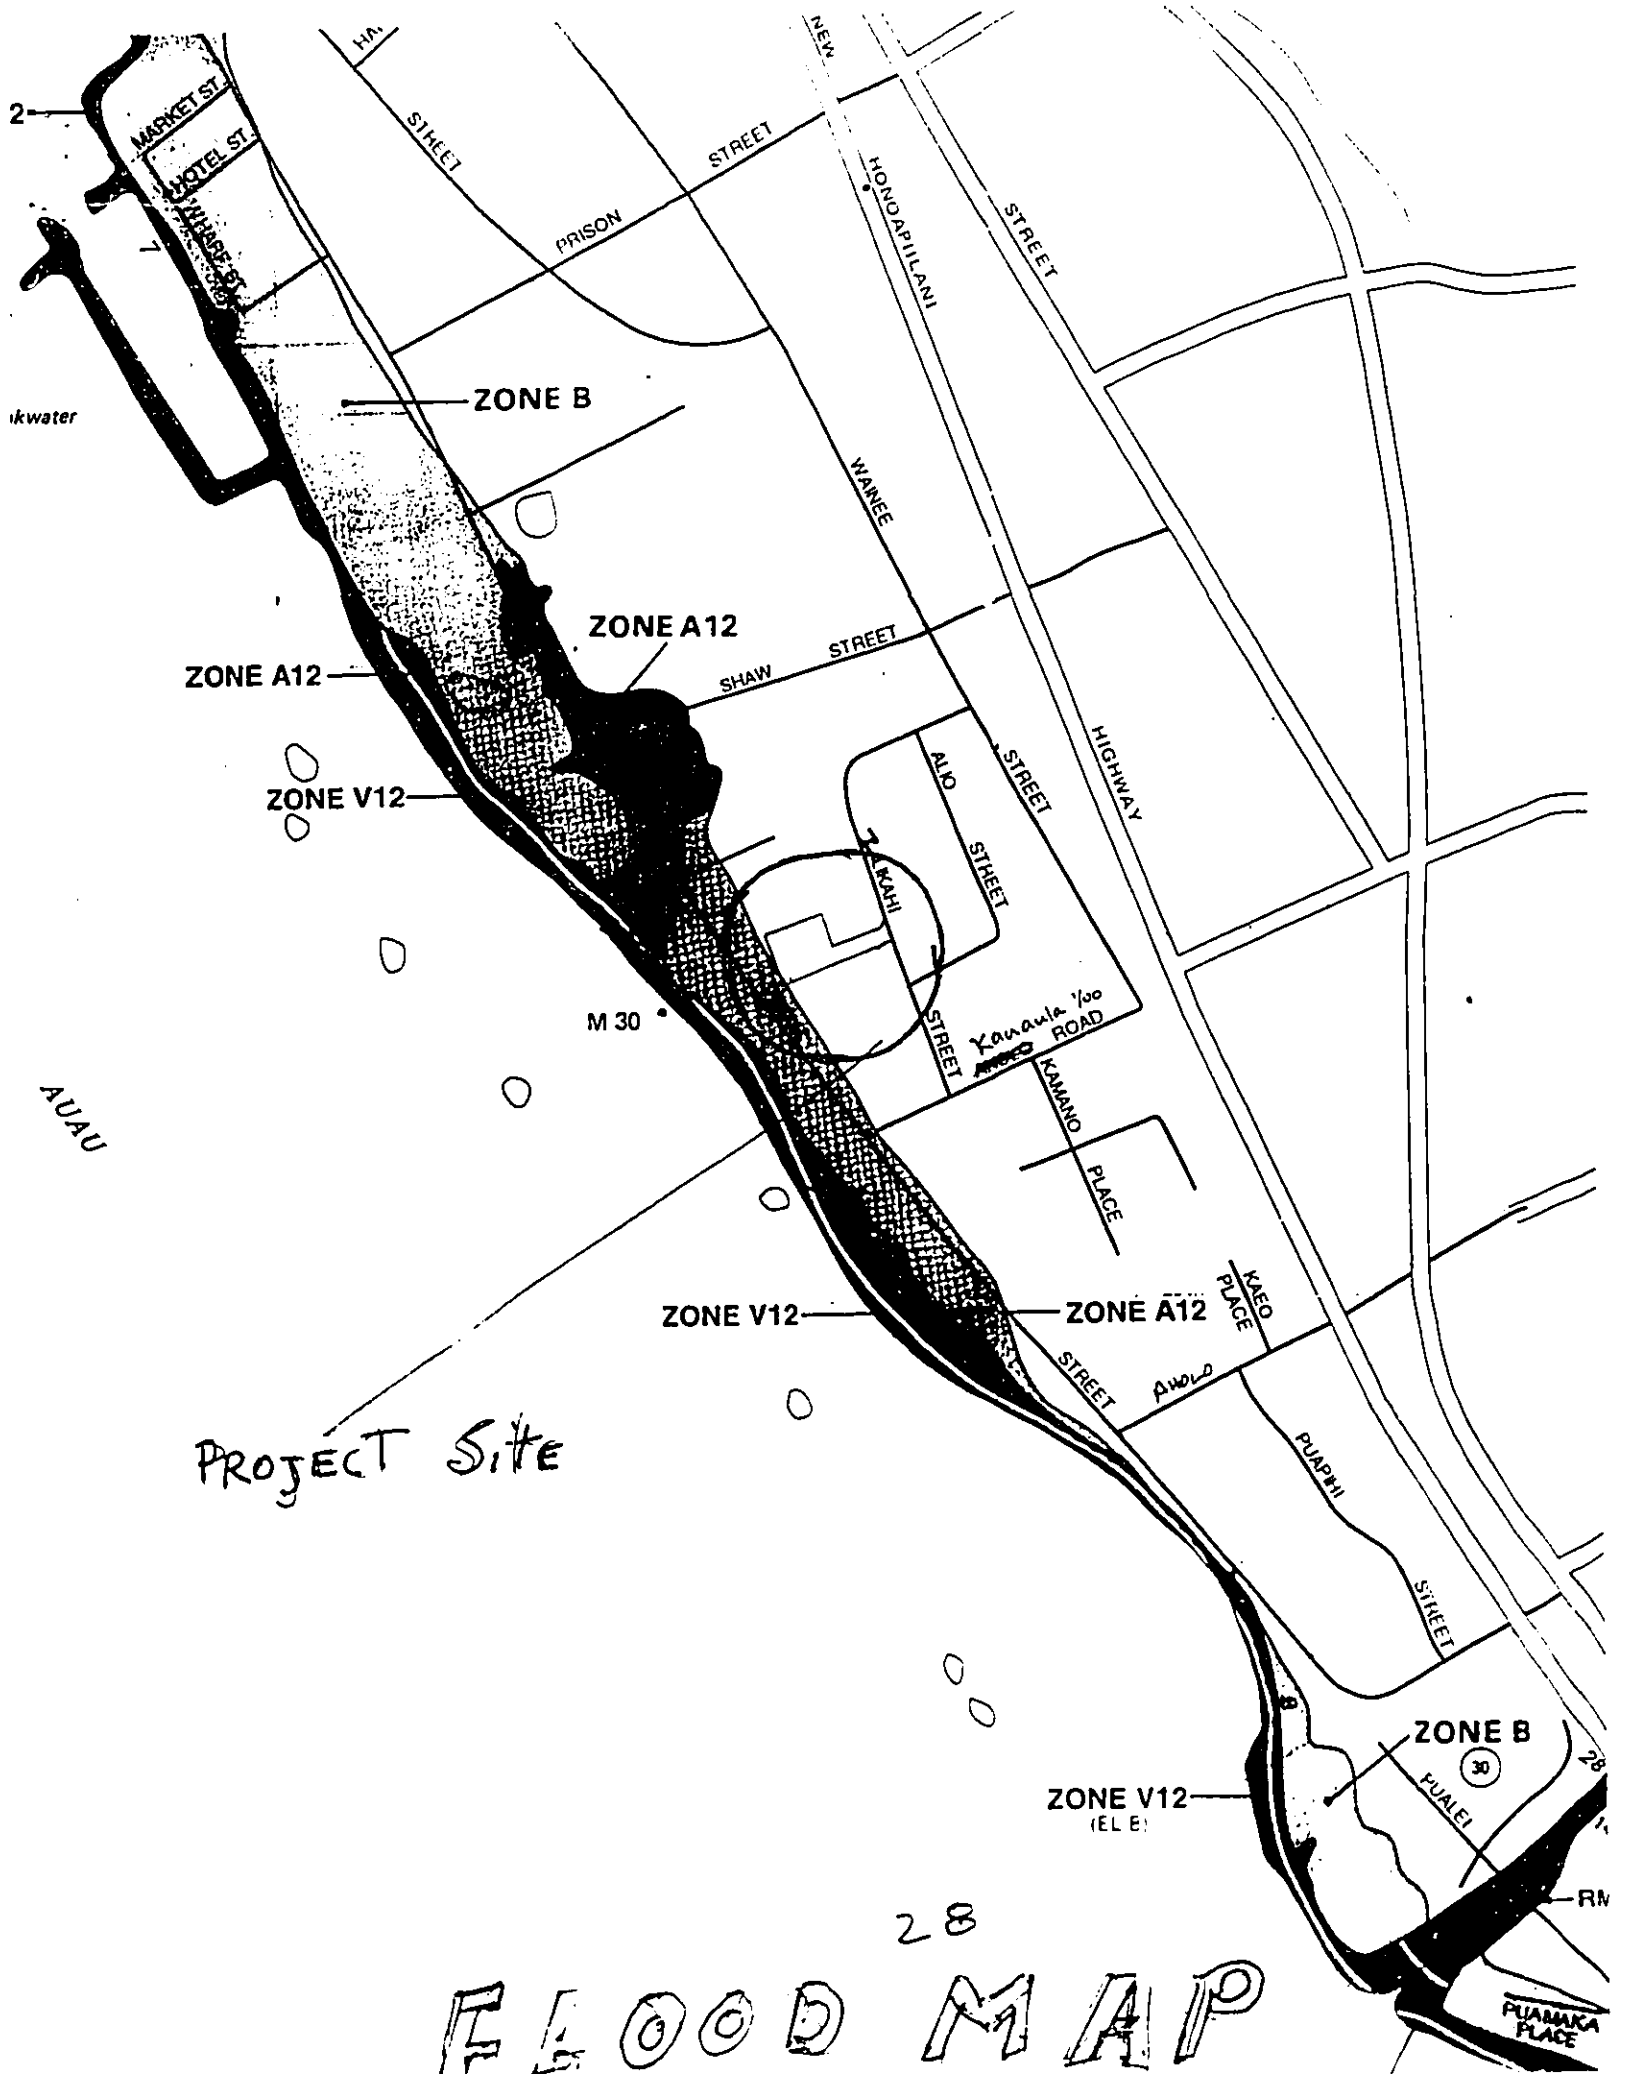 NEW
2
MARKET ST.
HOTEL ST.
WHARF ST.
STREET
STREET
PRISON
HONOAPIILANI
STREET
ZONE B
kwater
WAINEE
ZONE A12
STREET
ZONE A12
SHAW
HIGHWAY
ALIO
STREET
ZONE V12
STREET
IKAHI
M 30
STREET
Kauaula
ROAD
KAMANO
AUAU
PLACE
KAEO
PLACE
ZONE V12
ZONE A12
STREET
AHOLO
PROJECT SITE
PUAPIHI
STREET
ZONE B
30
28
ZONE V12
PUALEI
RM
28
FLOOD MAP
PUAMAKA
PLACE